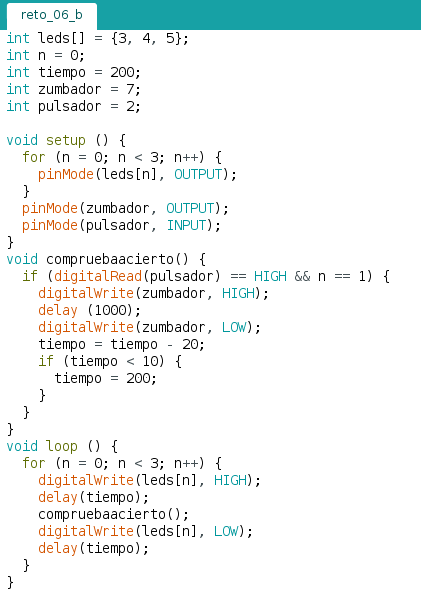 reto_06_b
int leds[] = {3, 4, 5};
int n = 0;
int tiempo = 200;
int zumbador = 7;
int pulsador = 2;
void setup () {
for (n = 0; n < 3; n++) {
pinMode(leds[n], OUTPUT);
}
pinMode(zumbador, OUTPUT);
pinMode(pulsador, INPUT);
}
void compruebaacierto() {
if (digitalRead(pulsador) == HIGH && n == 1) {
digitalWrite(zumbador, HIGH);
delay (1000);
digitalWrite(zumbador, LOW);
tiempo = tiempo - 20;
if (tiempo < 10) {
tiempo = 200;
}
}
}
void loop () {
for (n = 0; n < 3; n++) {
digitalWrite(leds[n], HIGH);
delay(tiempo);
compruebaacierto();
digitalWrite(leds[n], LOW);
delay(tiempo);
}
}